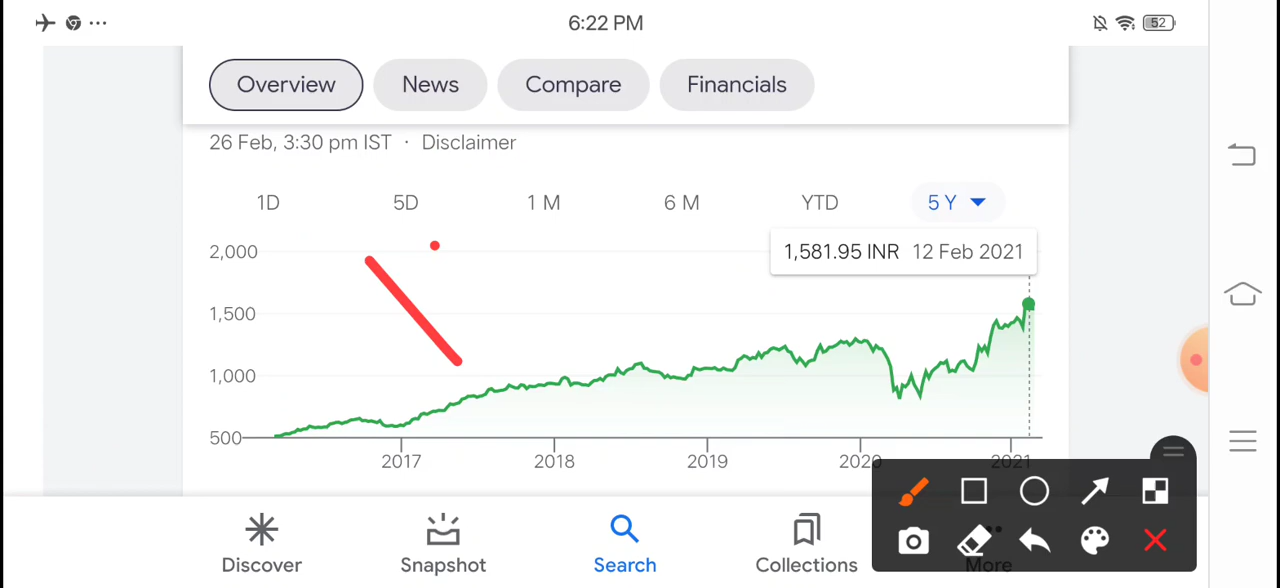 6:22 PM 52
Overview News Compare Financials
26 Feb, 3:30 pm IST · Disclaimer
1D 5D 1 M 6 M YTD 5 Y
2,000
1,581.95 INR 12 Feb 2021
1,500
1,000
500
2017 2018 2019 2020 2021
Discover Snapshot Search Collections More